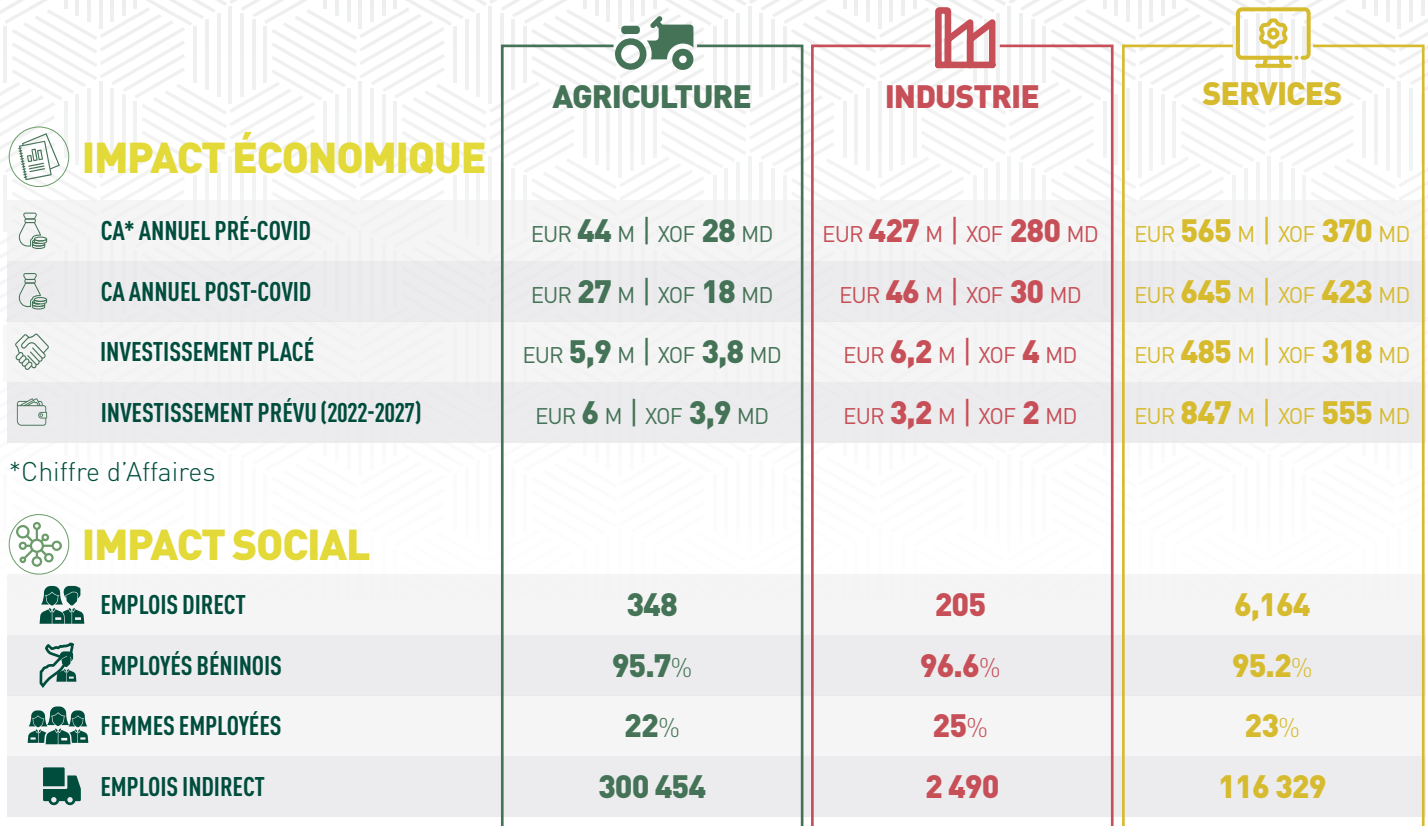 AGRICULTURE INDUSTRIE SERVICES
IMPACT ÉCONOMIQUE
CA* ANNUEL PRÉ-COVID EUR 44 M | XOF 28 MD EUR 427 M | XOF 280 MD EUR 565 M | XOF 370 MD
CA ANNUEL POST-COVID EUR 27 M | XOF 18 MD EUR 46 M | XOF 30 MD EUR 645 M | XOF 423 MD
INVESTISSEMENT PLACÉ EUR 5,9 M | XOF 3,8 MD EUR 6,2 M | XOF 4 MD EUR 485 M | XOF 318 MD
INVESTISSEMENT PRÉVU (2022-2027) EUR 6 M | XOF 3,9 MD EUR 3,2 M | XOF 2 MD EUR 847 M | XOF 555 MD
*Chiffre d'Affaires
IMPACT SOCIAL
EMPLOIS DIRECT 348 205 6,164
EMPLOYÉS BÉNINOIS 95.7% 96.6% 95.2%
FEMMES EMPLOYÉES 22% 25% 23%
EMPLOIS INDIRECT 300 454 2 490 116 329